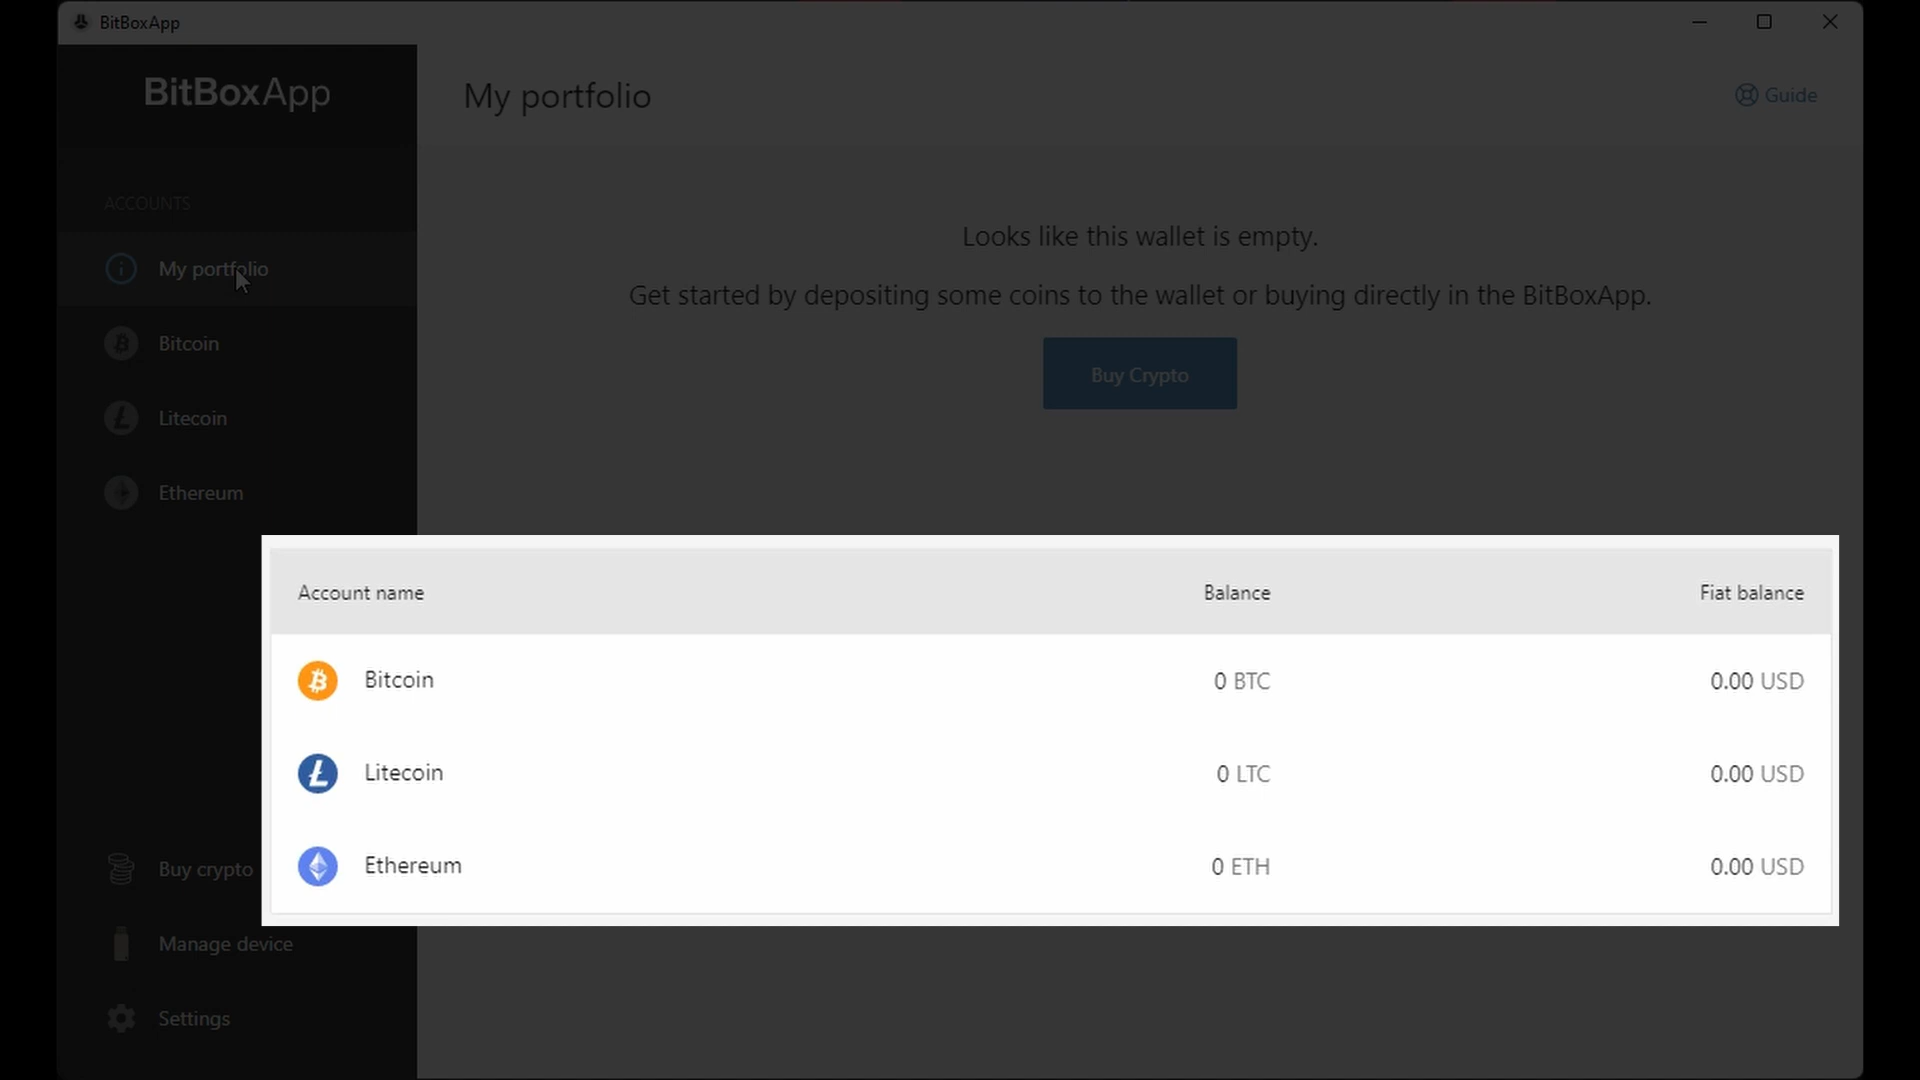 BitBoxApp
BitBoxApp
My portfolio
Guide
ACCOUNTS
My portfolio
Bitcoin
Litecoin
Ethereum
Looks like this wallet is empty.
Get started by depositing some coins to the wallet or buying directly in the BitBoxApp.
Buy Crypto
Account name Balance Fiat balance
Bitcoin 0 BTC 0.00 USD
Litecoin 0 LTC 0.00 USD
Ethereum 0 ETH 0.00 USD
Buy crypto
Manage device
Settings